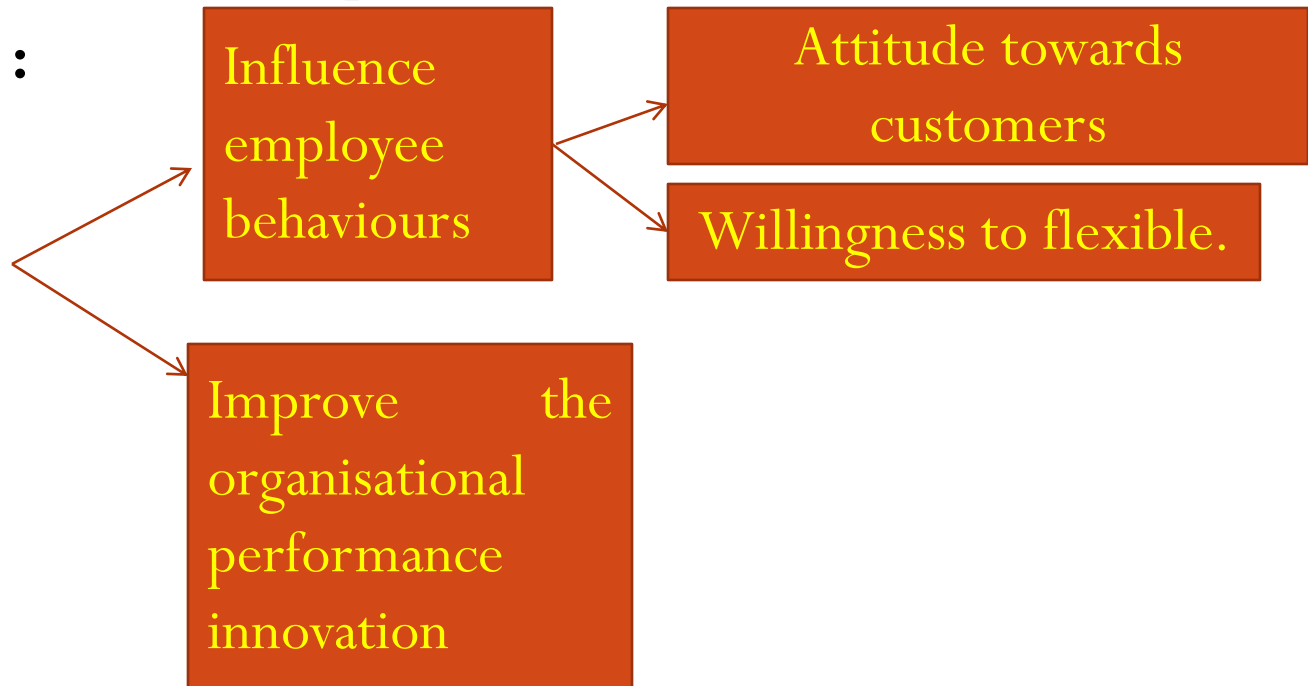 :
Influence
employee
behaviours
Attitude towards
customers
Willingness to flexible.
Improve the
organisational
performance
innovation